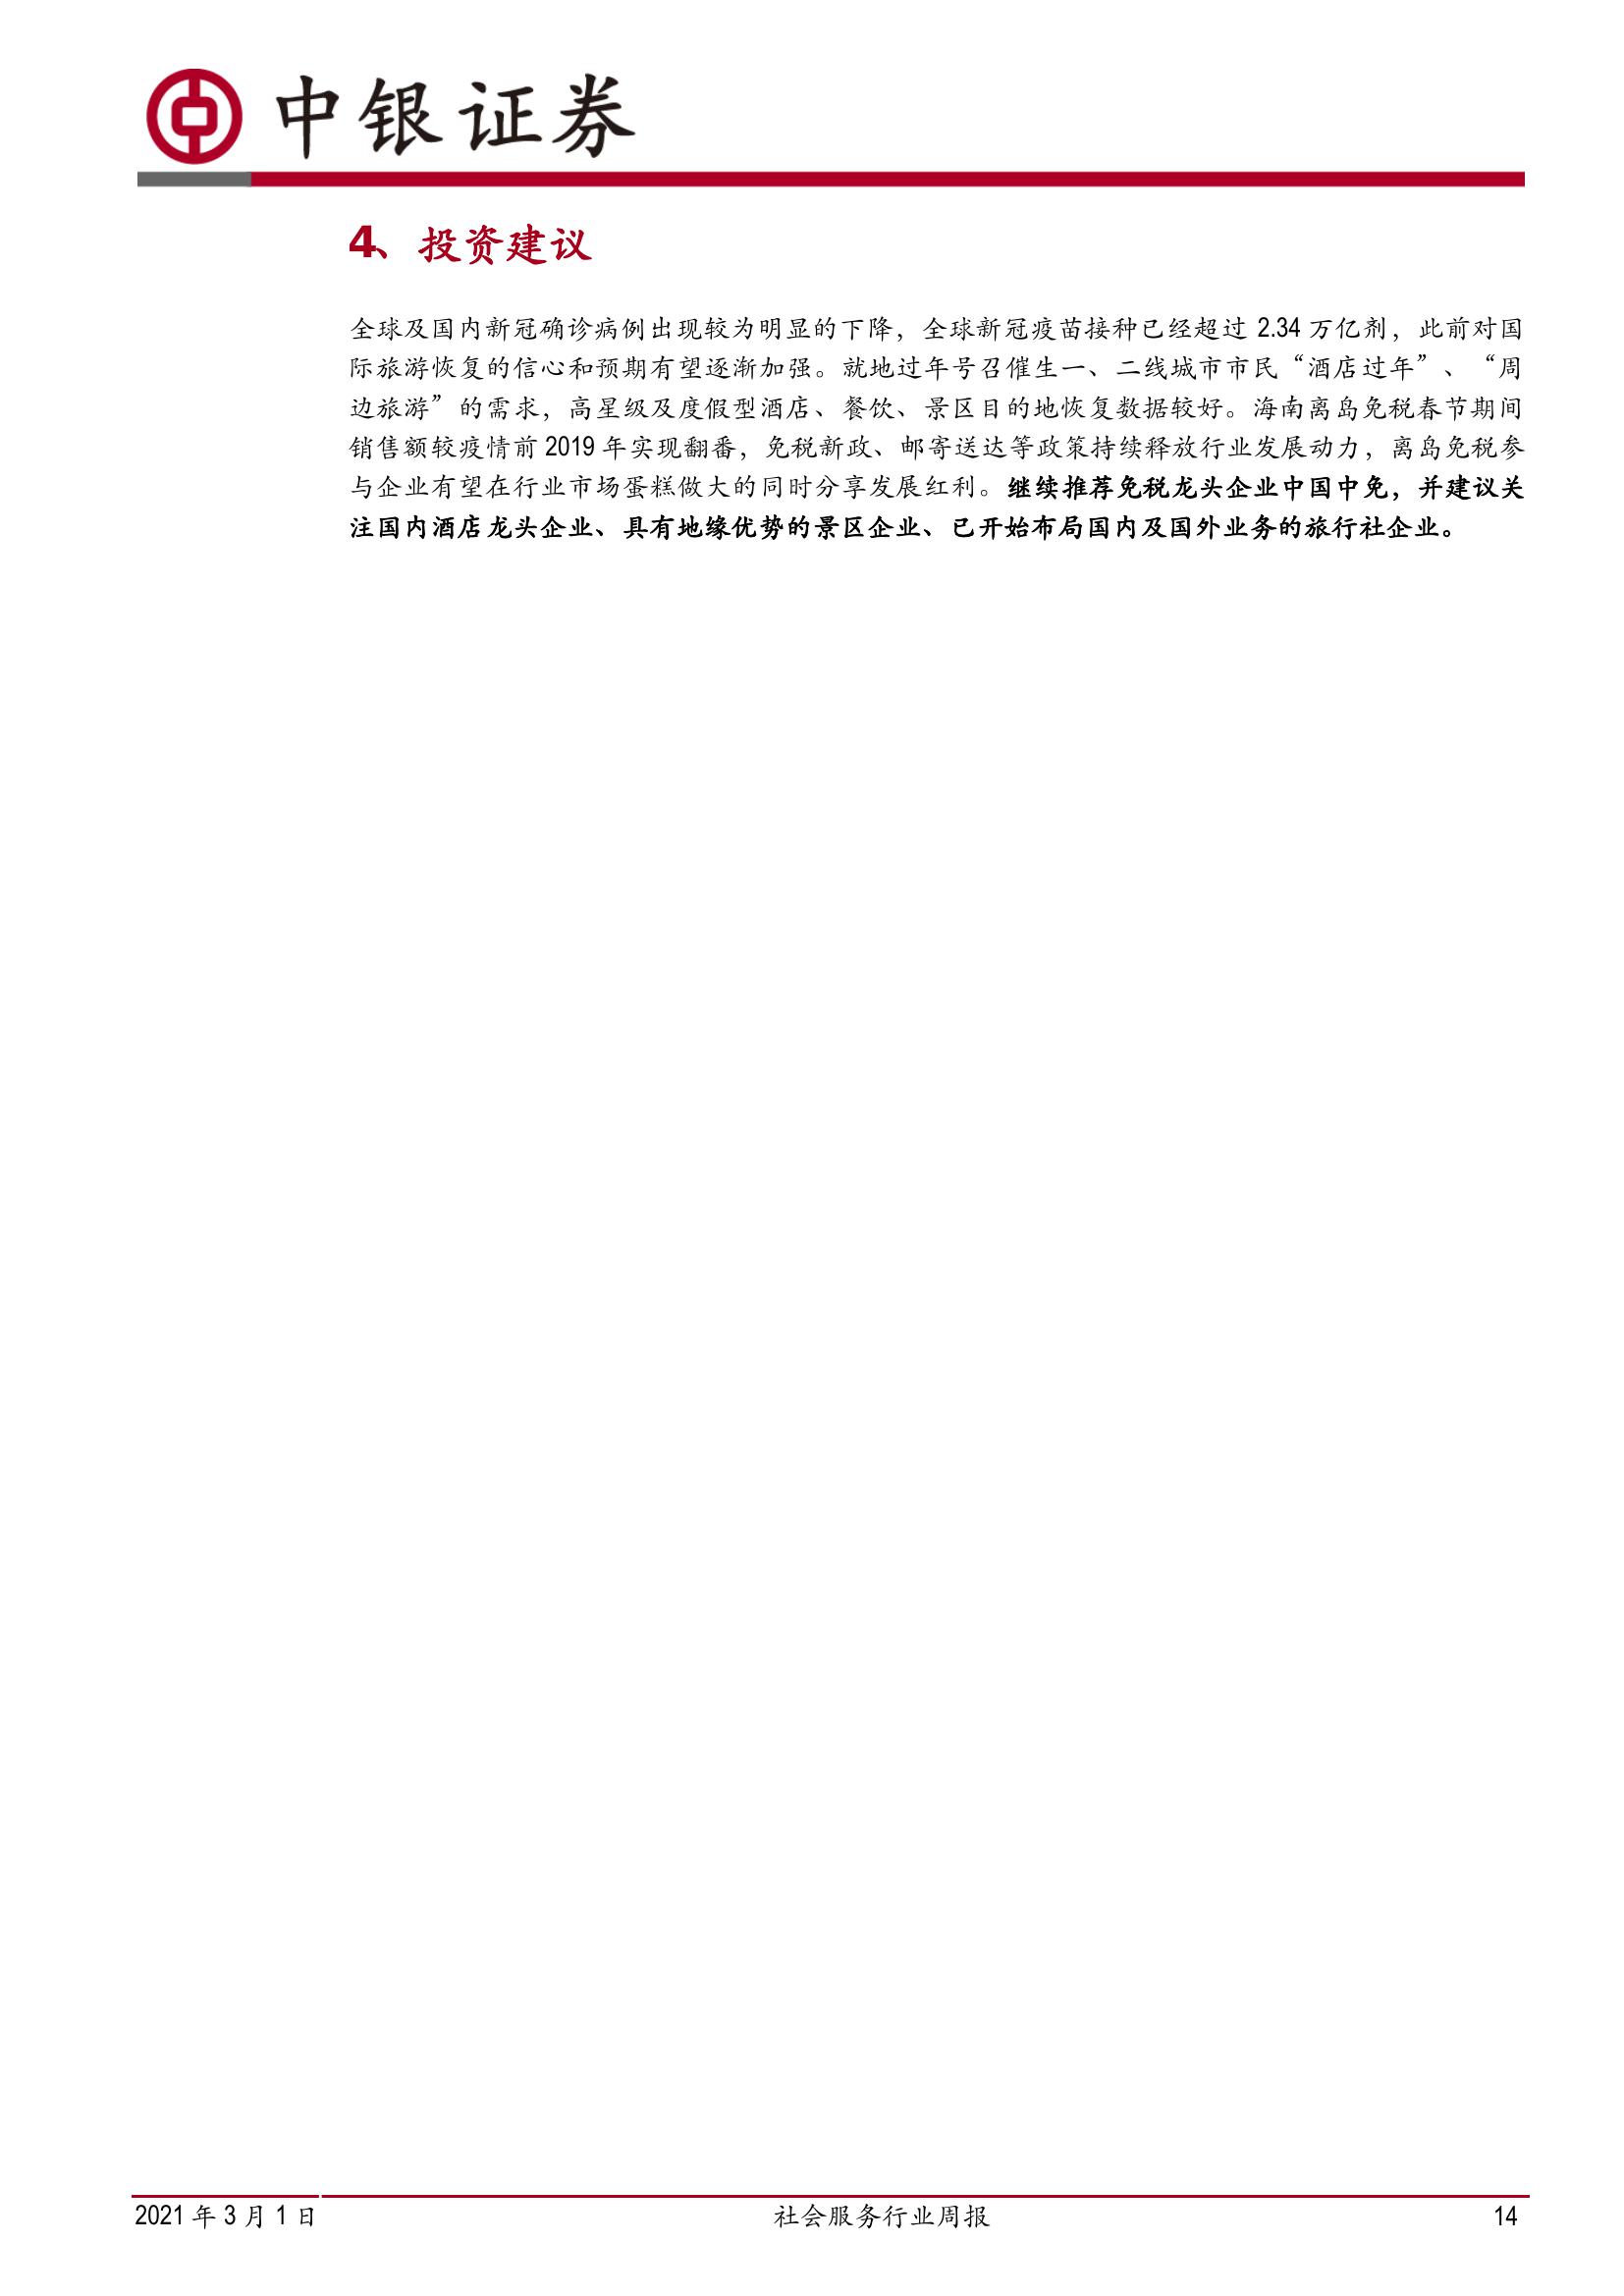 中银证券
4、投资建议
全球及国内新冠确诊病例出现较为明显的下降，全球新冠疫苗接种已经超过 2.34 万亿剂，此前对国
际旅游恢复的信心和预期有望逐渐加强。就地过年号召催生一、二线城市市民“酒店过年”、“周
边旅游”的需求，高星级及度假型酒店、餐饮、景区目的地恢复数据较好。海南离岛免税春节期间
销售额较疫情前 2019 年实现翻番，免税新政、邮寄送达等政策持续释放行业发展动力，离岛免税参
与企业有望在行业市场蛋糕做大的同时分享发展红利。继续推荐免税龙头企业中国中免，并建议关
注国内酒店龙头企业、具有地缘优势的景区企业、已开始布局国内及国外业务的旅行社企业。
2021 年 3 月 1 日 社会服务行业周报 14